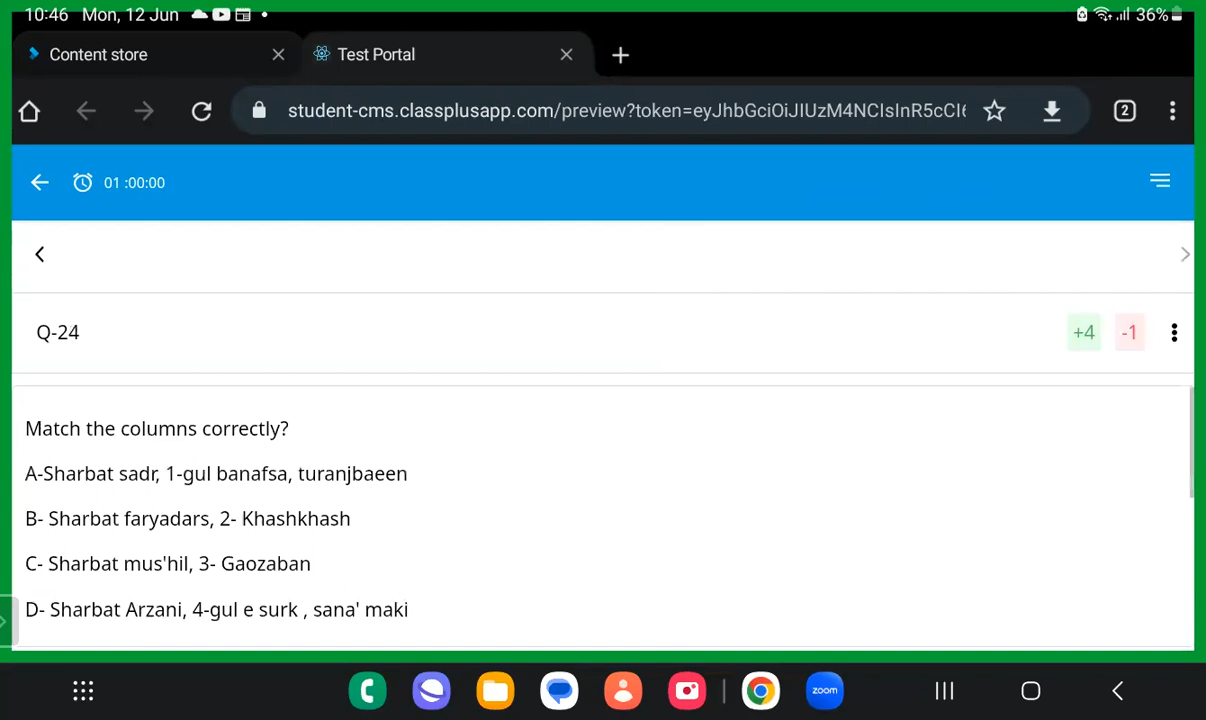 10:46 Mon, 12 Jun
36%
Content store
Test Portal
student-cms.classplusapp.com/preview?token=eyJhbGciOiJIUzM4NCIsInR5cCI6
2
01 :00:00
Q-24
+4
-1
Match the columns correctly?
A-Sharbat sadr, 1-gul banafsa, turanjbaeen
B- Sharbat faryadars, 2- Khashkhash
C- Sharbat mus'hil, 3- Gaozaban
D- Sharbat Arzani, 4-gul e surk , sana' maki
zoom